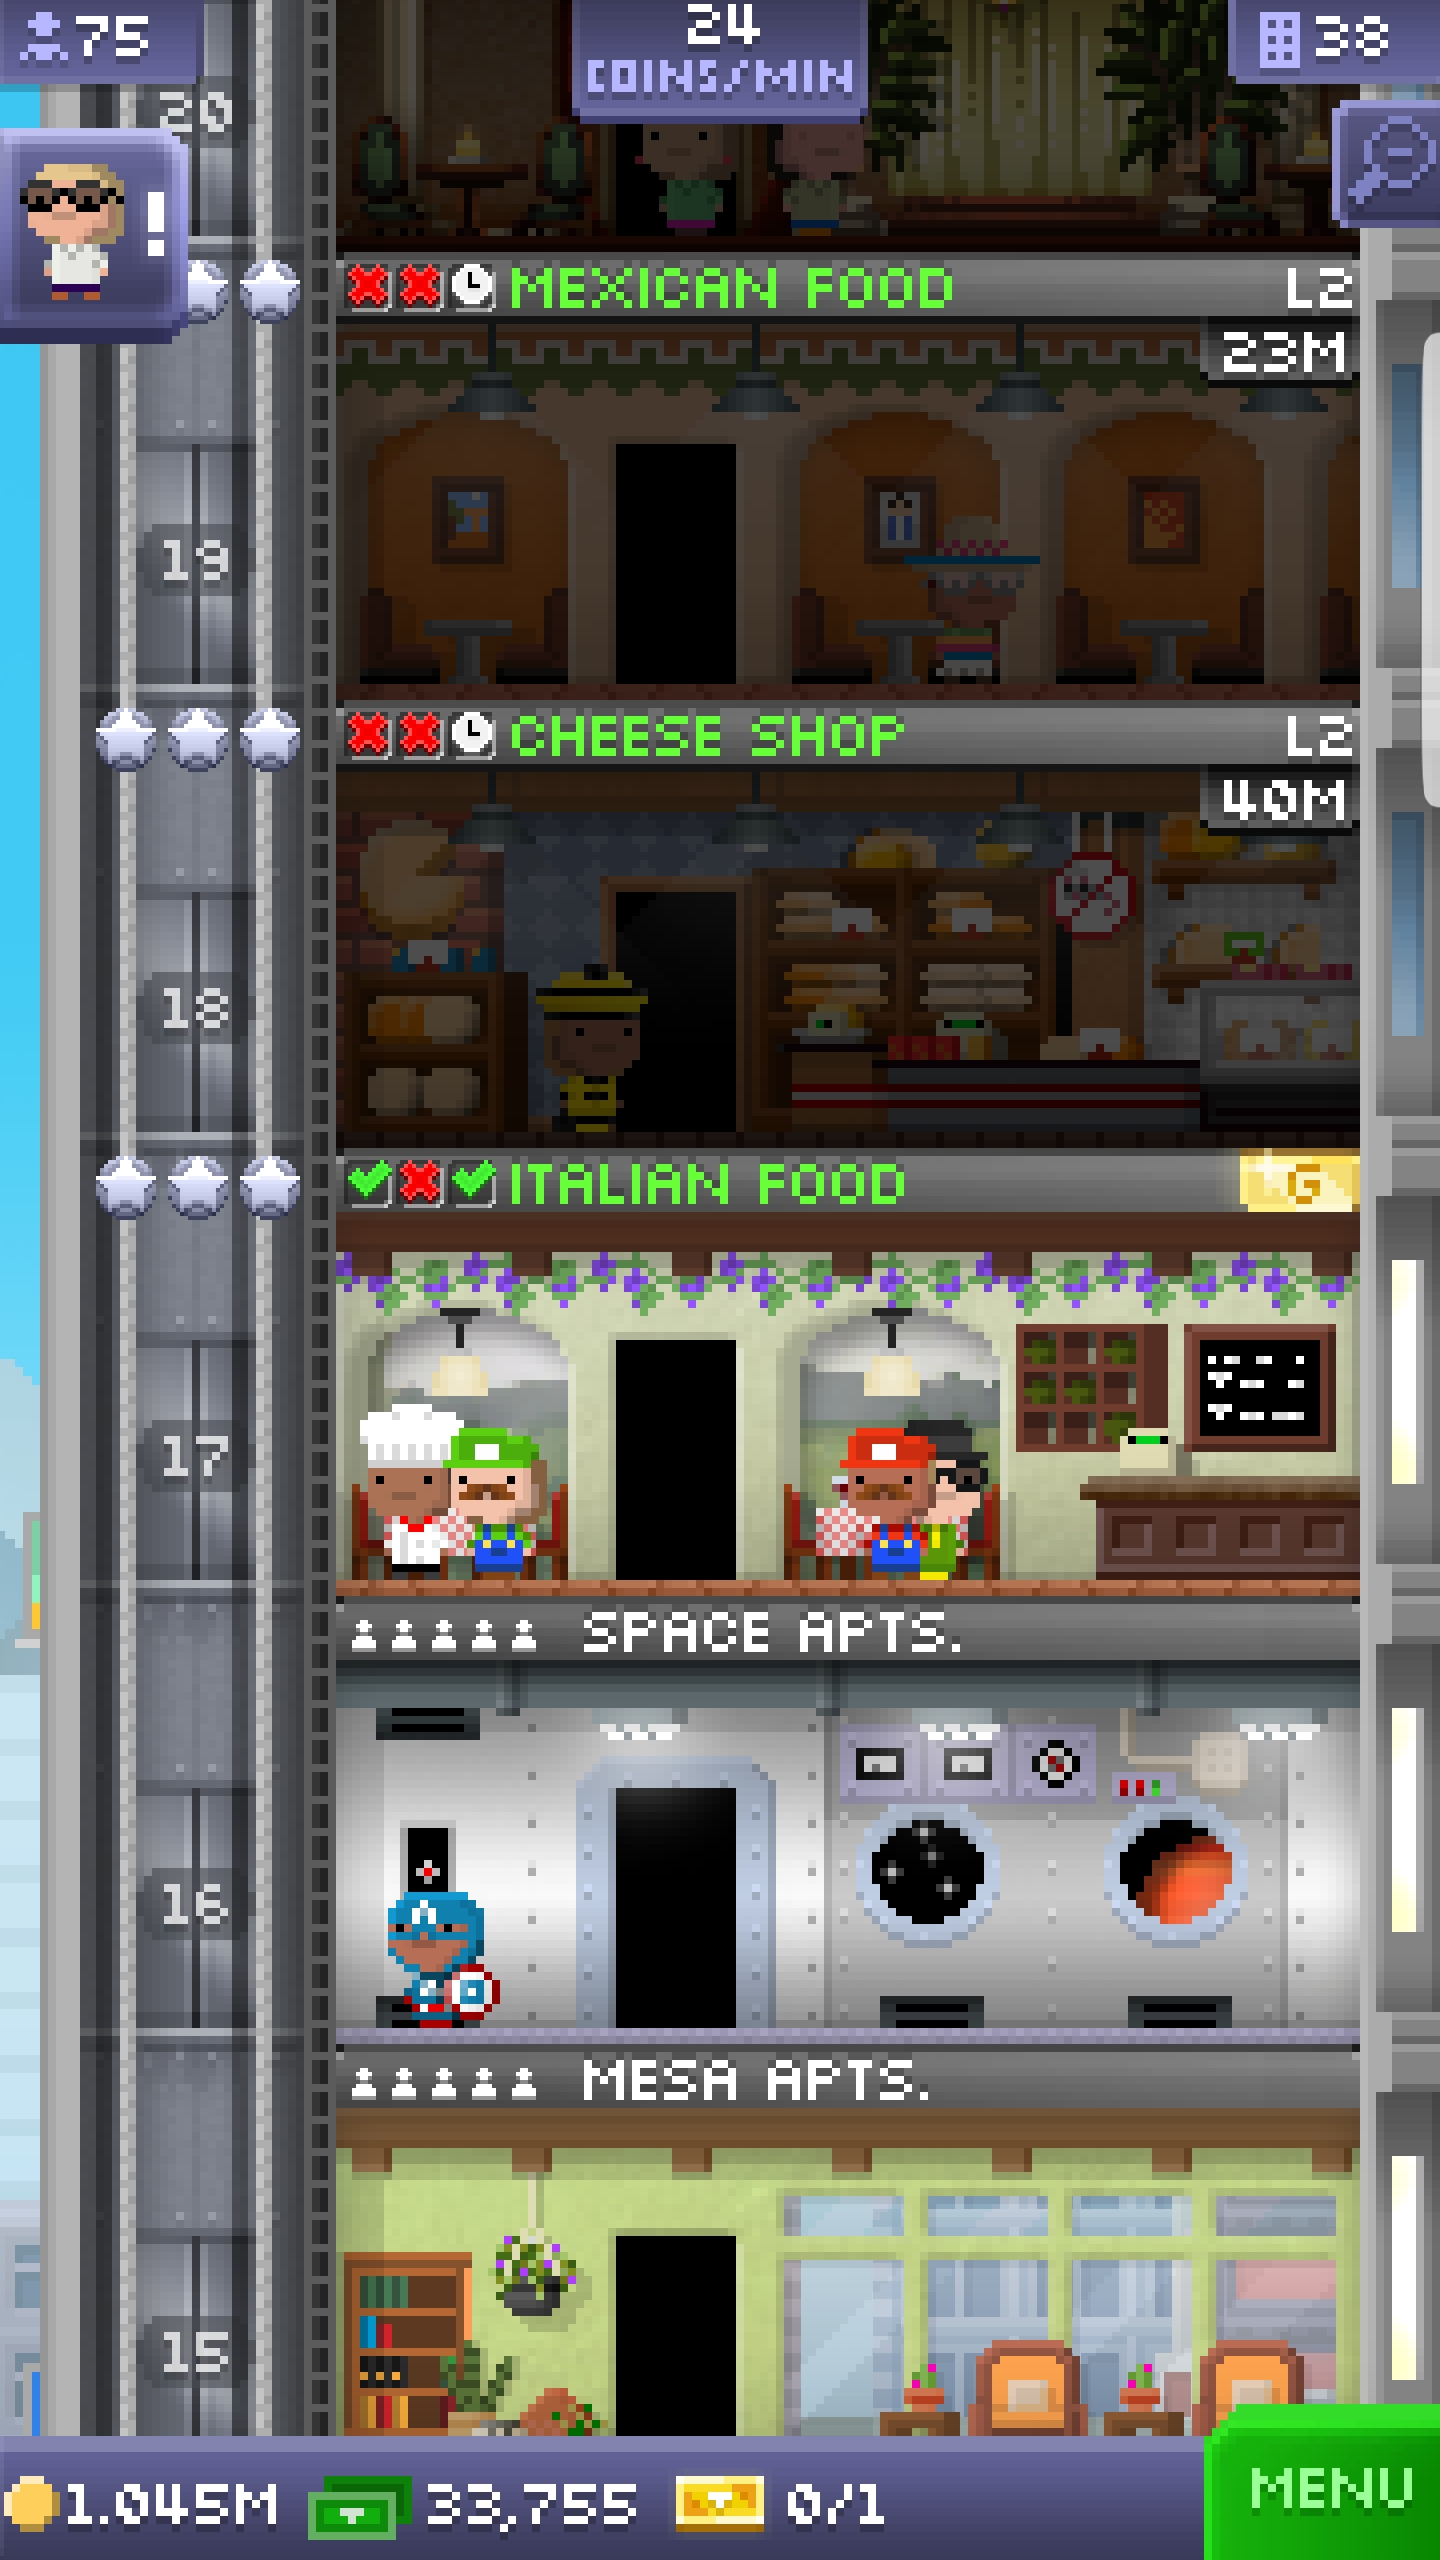 75
24
COINS/MIN
38
20
!
MEXICAN FOOD
L2
23M
19
CHEESE SHOP
L2
40M
18
ITALIAN FOOD
G
17
SPACE APTS.
16
MESA APTS.
15
1.045M
33,755
0/1
MENU